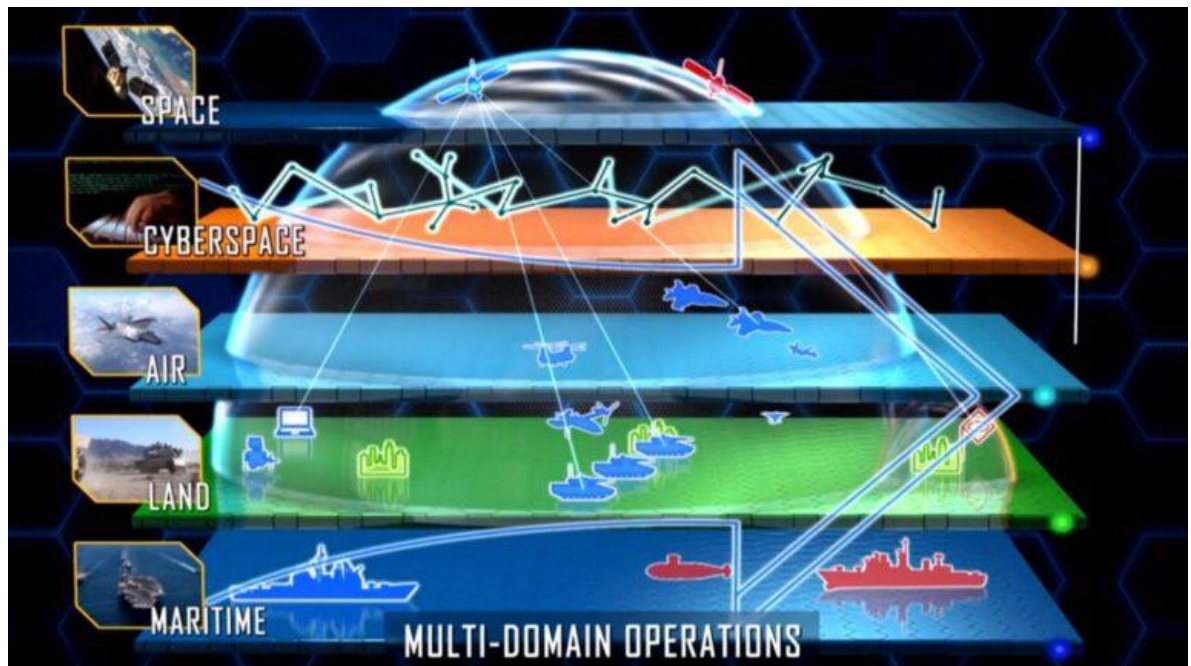 SPACE
CYBERSPACE
AIR
LAND
MARITIME
MULTI-DOMAIN OPERATIONS